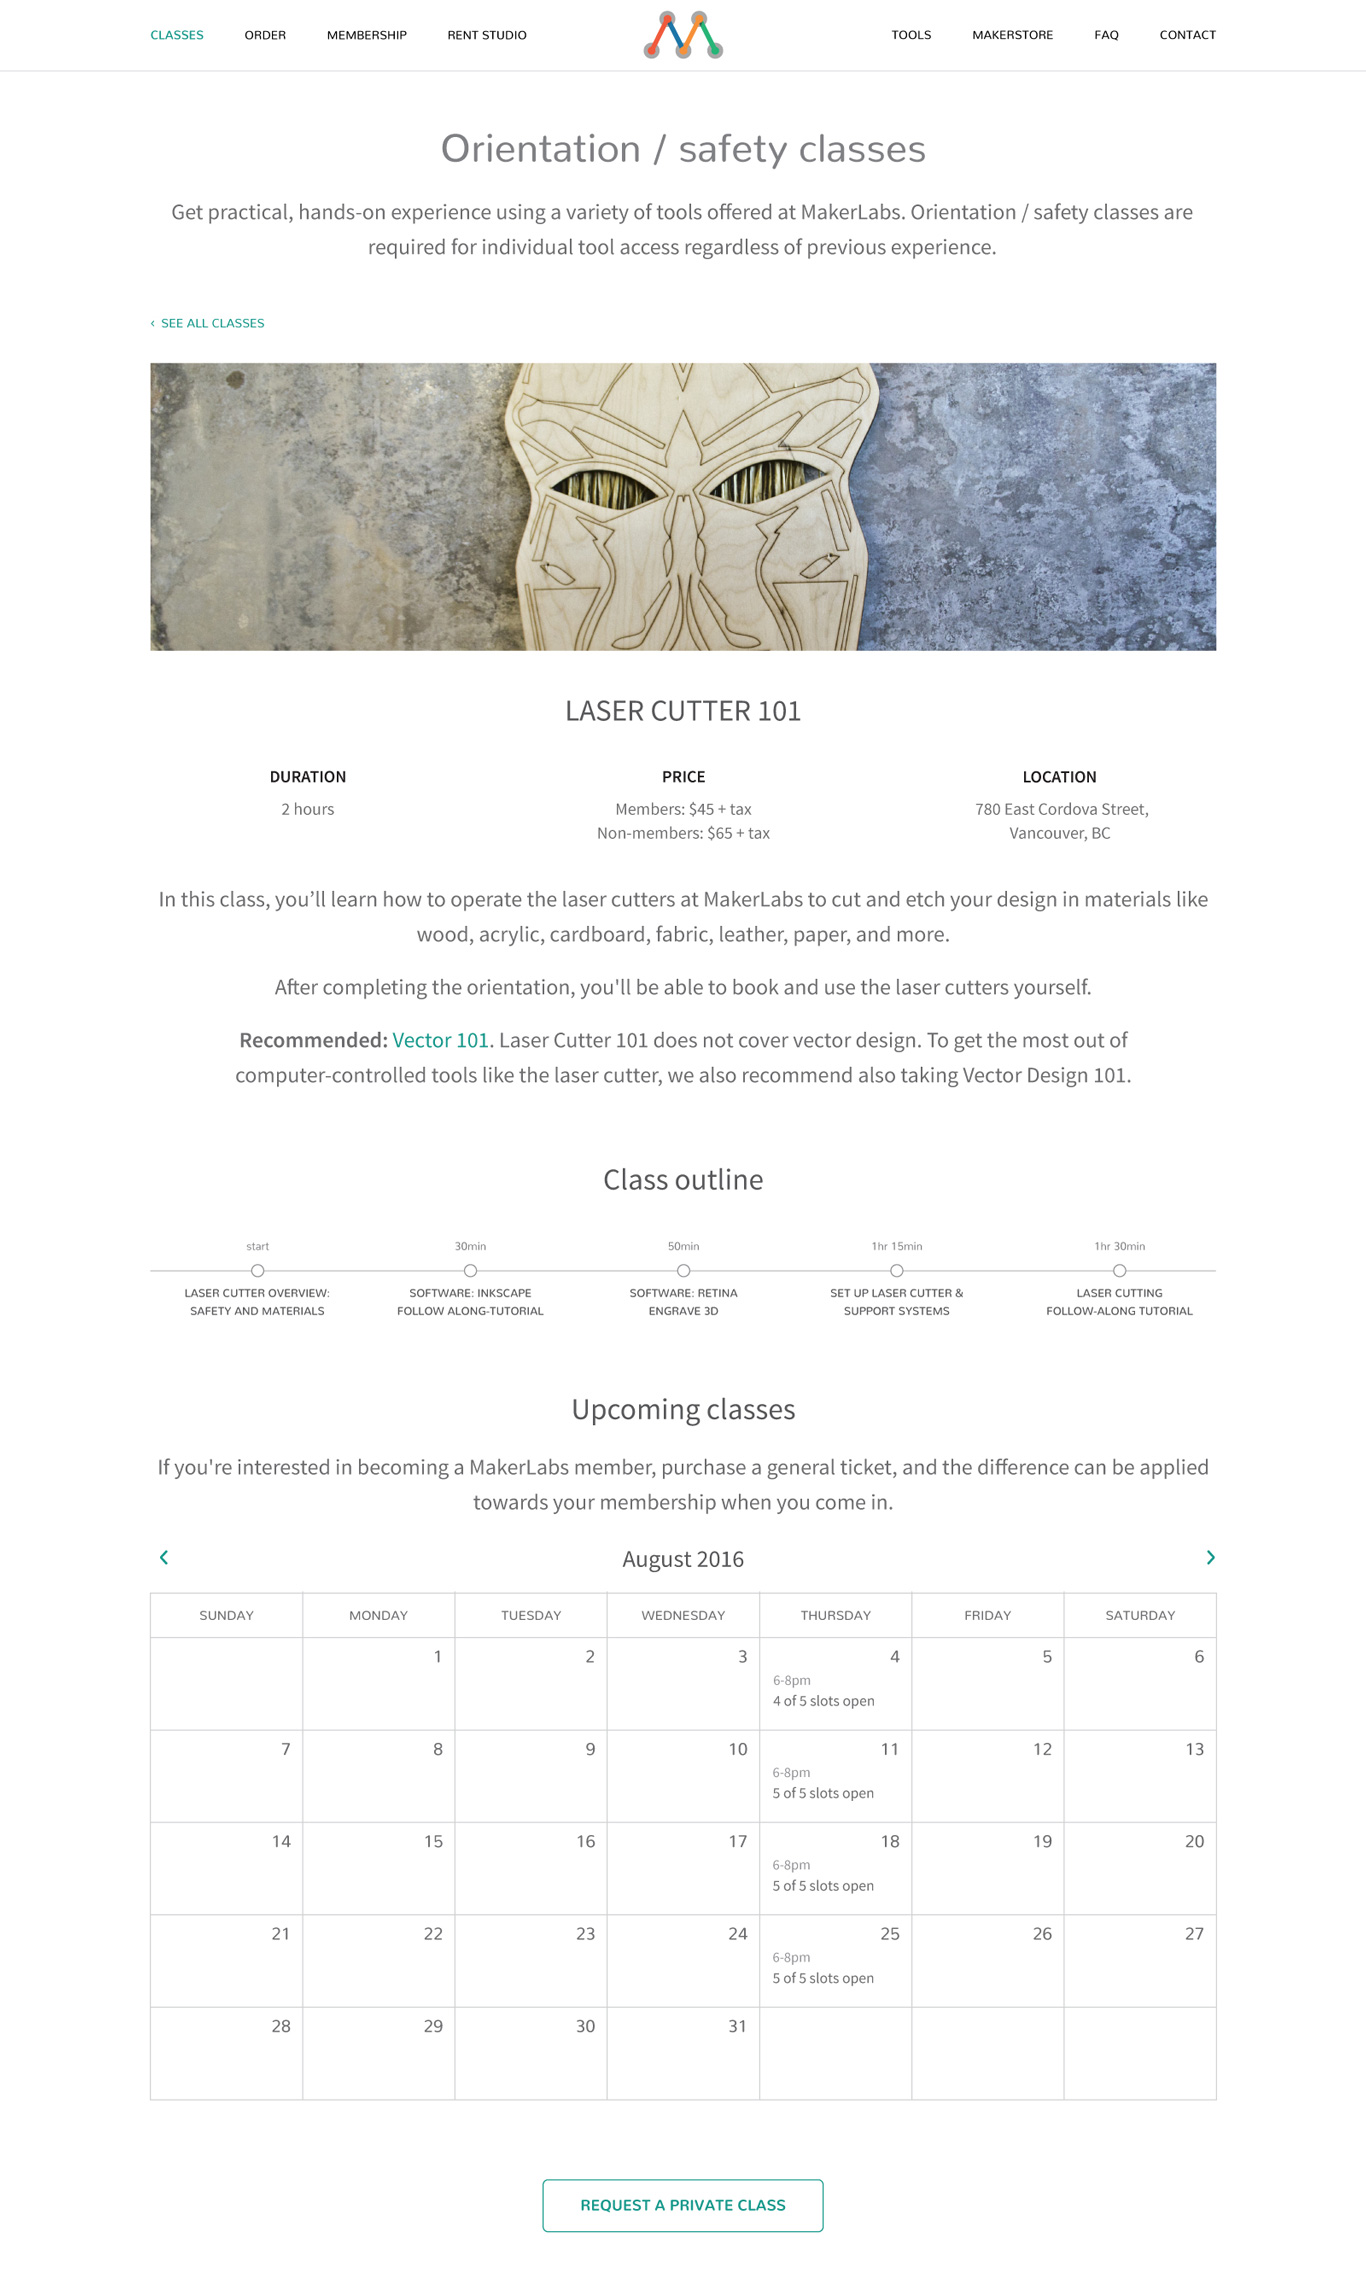 CLASSES ORDER MEMBERSHIP RENT STUDIO TOOLS MAKERSTORE FAQ CONTACT
Orientation / safety classes
Get practical, hands-on experience using a variety of tools offered at MakerLabs. Orientation / safety classes are
required for individual tool access regardless of previous experience.
‹ SEE ALL CLASSES
LASER CUTTER 101
DURATION PRICE LOCATION
2 hours Members: $45 + tax 780 East Cordova Street,
Non-members: $65 + tax Vancouver, BC
In this class, you’ll learn how to operate the laser cutters at MakerLabs to cut and etch your design in materials like
wood, acrylic, cardboard, fabric, leather, paper, and more.
After completing the orientation, you'll be able to book and use the laser cutters yourself.
Recommended: Vector 101. Laser Cutter 101 does not cover vector design. To get the most out of
computer-controlled tools like the laser cutter, we also recommend also taking Vector Design 101.
Class outline
start 30min 50min 1hr 15min 1hr 30min
LASER CUTTER OVERVIEW: SOFTWARE: INKSCAPE SOFTWARE: RETINA SET UP LASER CUTTER & LASER CUTTING
SAFETY AND MATERIALS FOLLOW ALONG-TUTORIAL ENGRAVE 3D SUPPORT SYSTEMS FOLLOW-ALONG TUTORIAL
Upcoming classes
If you're interested in becoming a MakerLabs member, purchase a general ticket, and the difference can be applied
towards your membership when you come in.
‹ August 2016 ›
SUNDAY MONDAY TUESDAY WEDNESDAY THURSDAY FRIDAY SATURDAY
1 2 3 4 5 6
6-8pm
4 of 5 slots open
7 8 9 10 11 12 13
6-8pm
5 of 5 slots open
14 15 16 17 18 19 20
6-8pm
5 of 5 slots open
21 22 23 24 25 26 27
6-8pm
5 of 5 slots open
28 29 30 31
REQUEST A PRIVATE CLASS